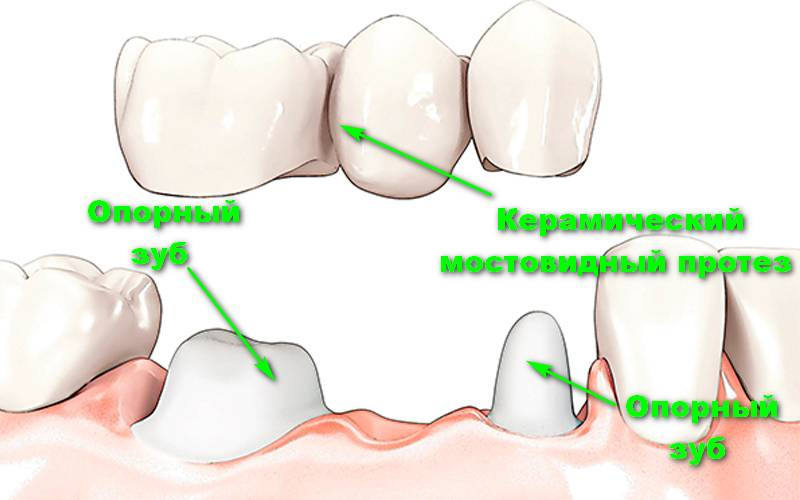 Опорный
зуб
Керамический
мостовидный протез
Опорный
зуб